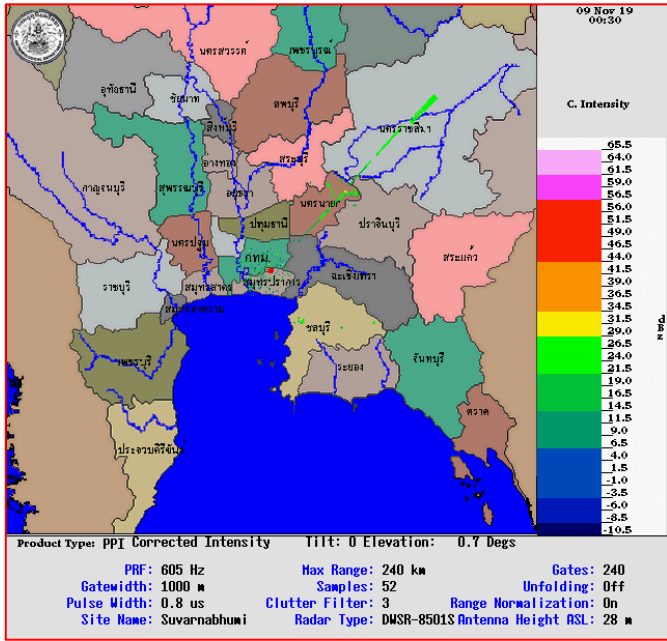 09 Nov 19
00:30
C. Intensity
65.5
64.0
61.5
59.0
56.5
56.0
51.5
49.0
46.5
44.0
41.5
39.0
36.5
34.5
31.5
29.0
26.5
24.0
21.5
19.0
16.5
14.5
11.5
9.0
6.5
4.0
1.5
-1.0
-3.5
-6.0
-8.5
-10.5
นครสวรรค์
เพชรบูรณ์
อุทัยธานี
ชัยนาท
ลพบุรี
สิงห์บุรี
นครราชสีมา
อ่างทอง
สระบุรี
กาญจนบุรี
สุพรรณบุรี
อยุธยา
นครนายก
ปทุมธานี
ปราจีนบุรี
นครปฐม
กทม.
สระแก้ว
ฉะเชิงเทรา
ราชบุรี
สมุทรสาคร
สมุทรปราการ
สมุทรสงคราม
ชลบุรี
เพชรบุรี
ระยอง
จันทบุรี
ตราด
ประจวบคีรีขันธ์
Product Type: PPI Corrected Intensity Tilt: 0 Elevation: 0.7 Degs
PRF: 605 Hz Max Range: 240 km Gates: 240
Gatewidth: 1000 m Samples: 52 Unfolding: Off
Pulse Width: 0.8 us Clutter Filter: 3 Range Normalization: On
Site Name: Suvarnabhumi Radar Type: DWSR-8501S Antenna Height ASL: 28 m